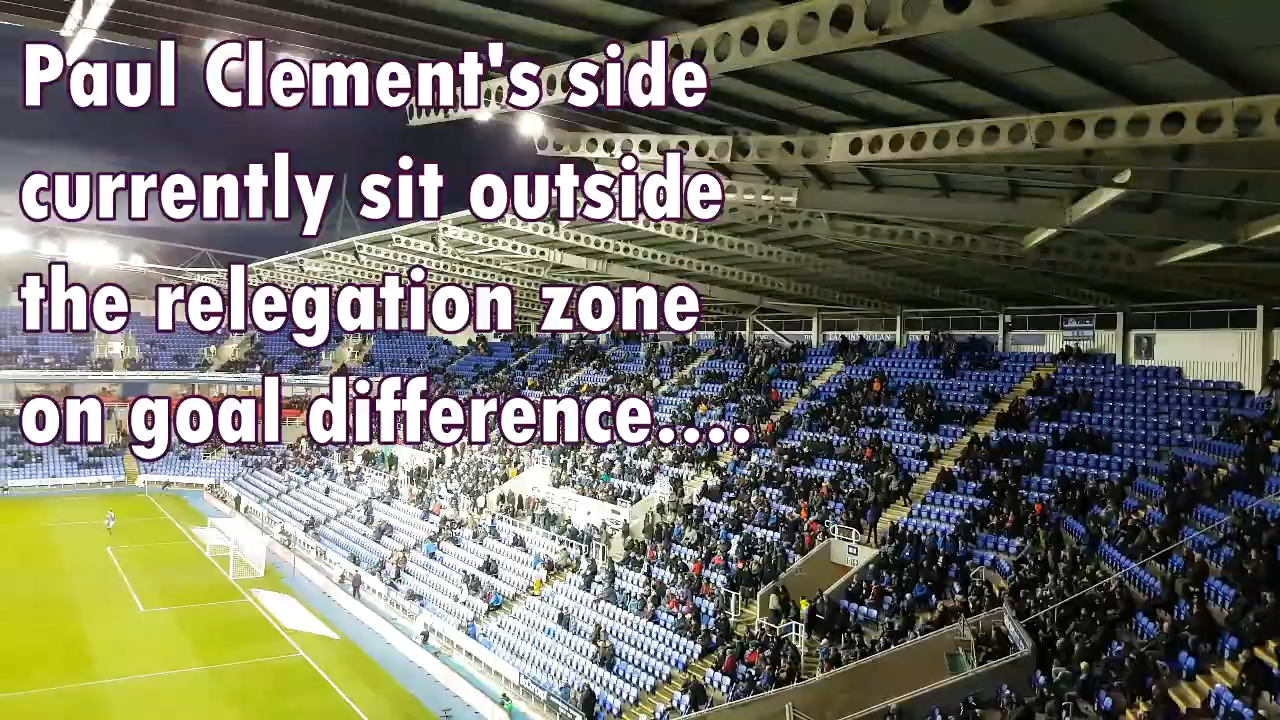 Paul Clement's side
currently sit outside
the relegation zone
on goal difference....